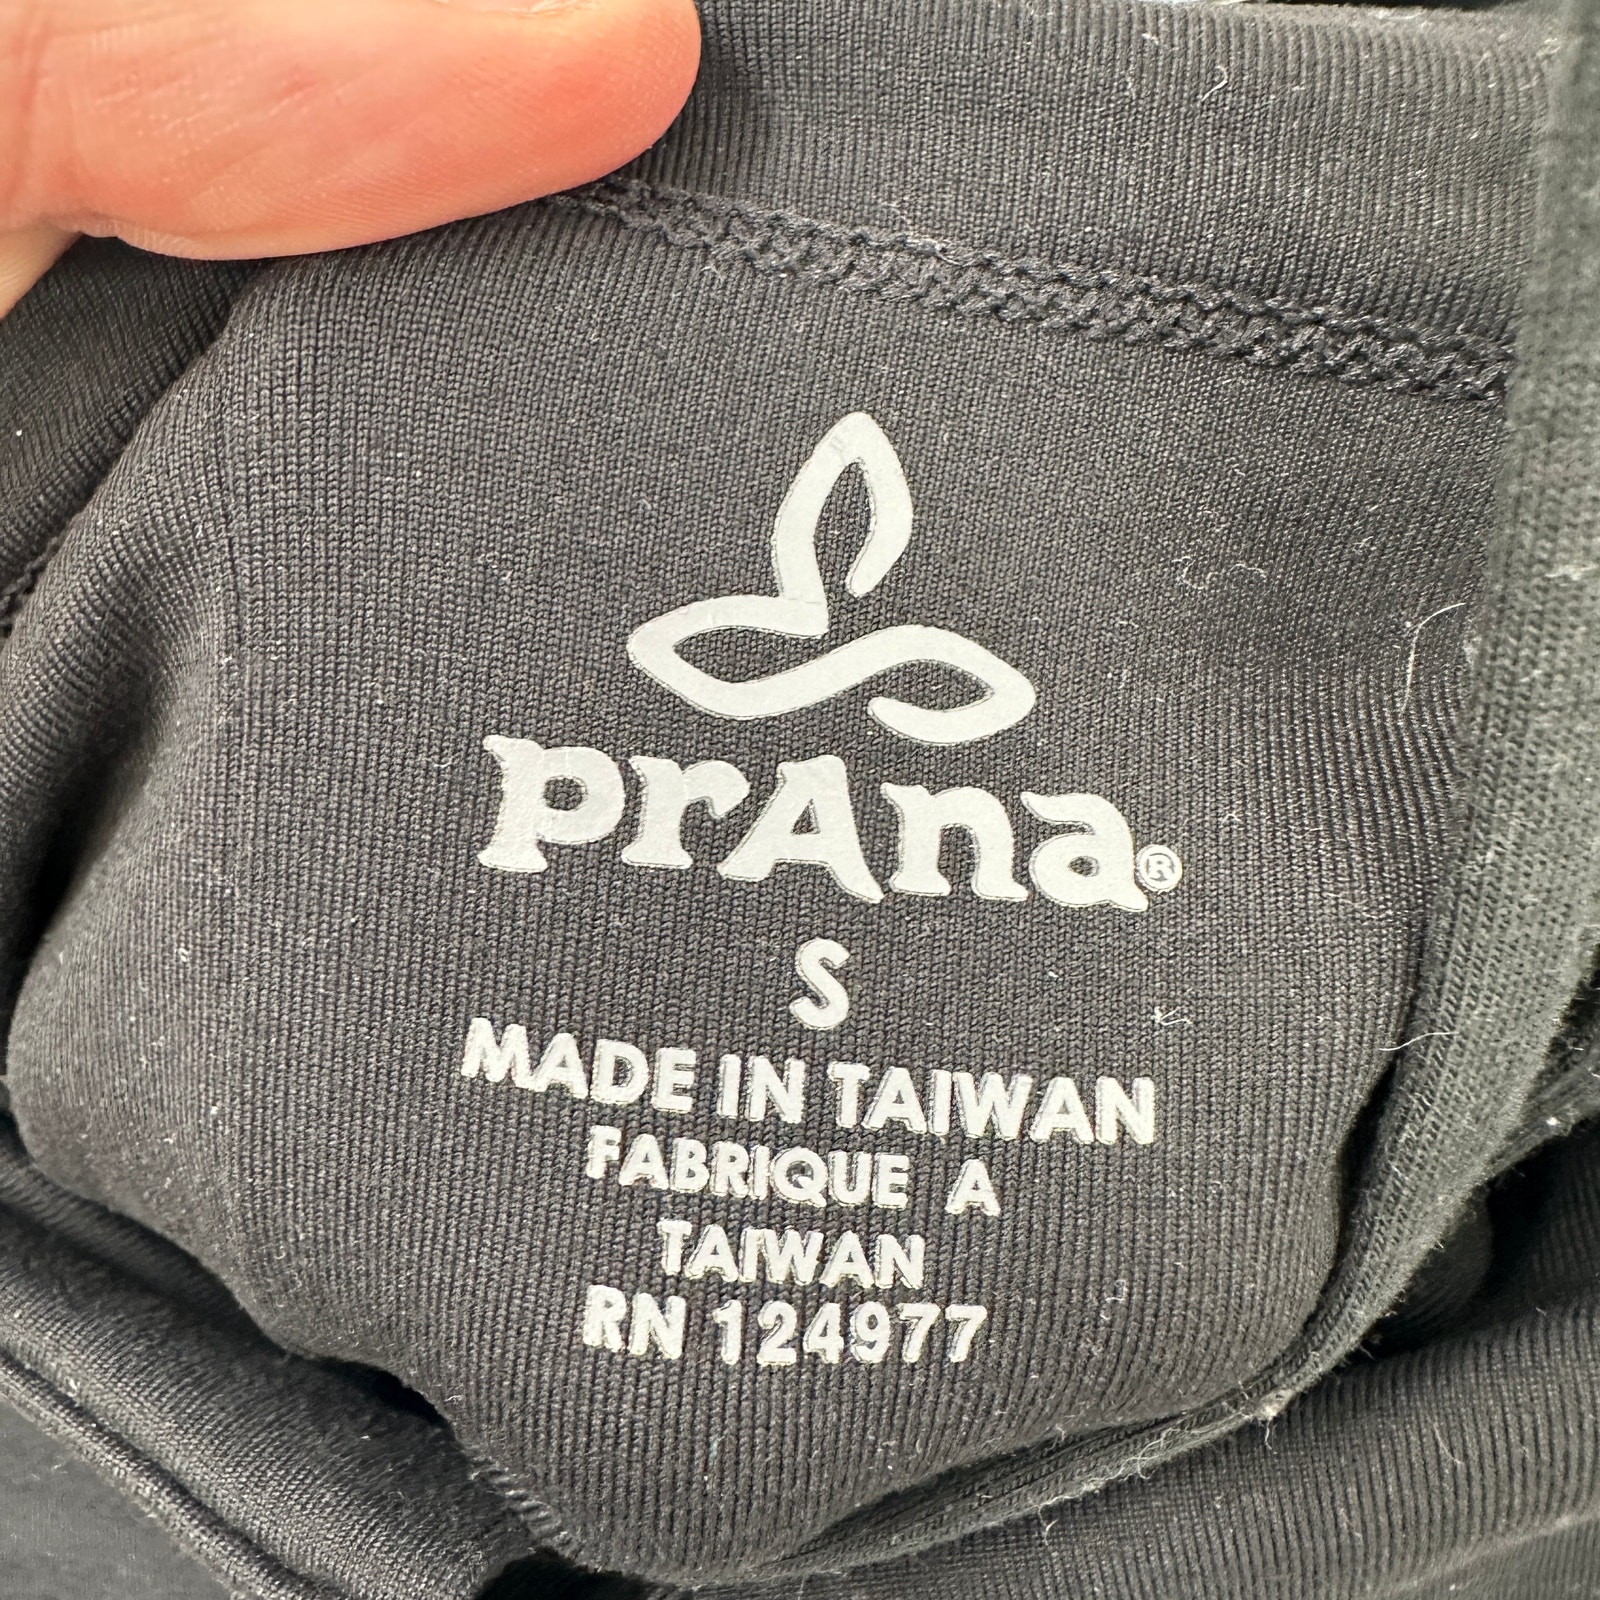 prAna®
S
MADE IN TAIWAN
FABRIQUE A
TAIWAN
RN 124977